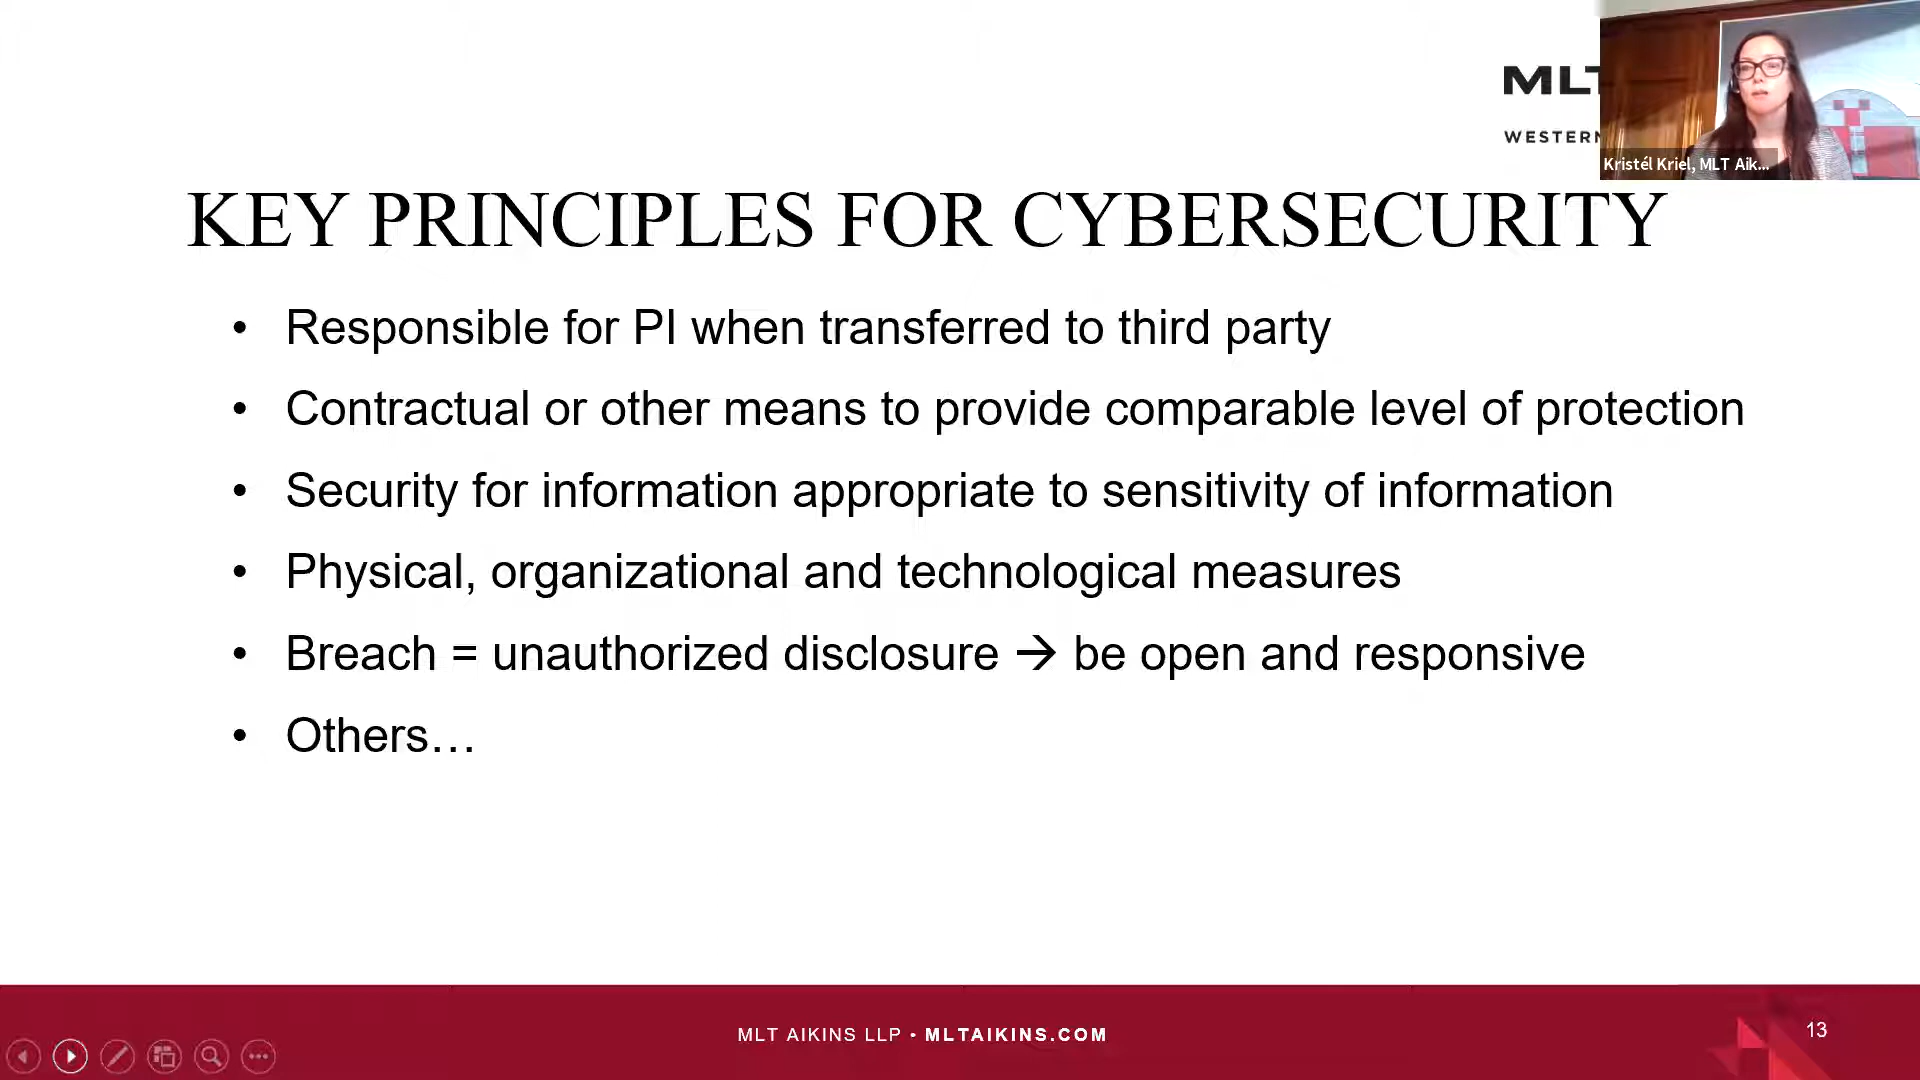 MLT
WESTERN
Kristél Kriel, MLT Aik...
KEY PRINCIPLES FOR CYBERSECURITY
• Responsible for PI when transferred to third party
• Contractual or other means to provide comparable level of protection
• Security for information appropriate to sensitivity of information
• Physical, organizational and technological measures
• Breach = unauthorized disclosure → be open and responsive
• Others…
MLT AIKINS LLP • MLTAIKINS.COM
13